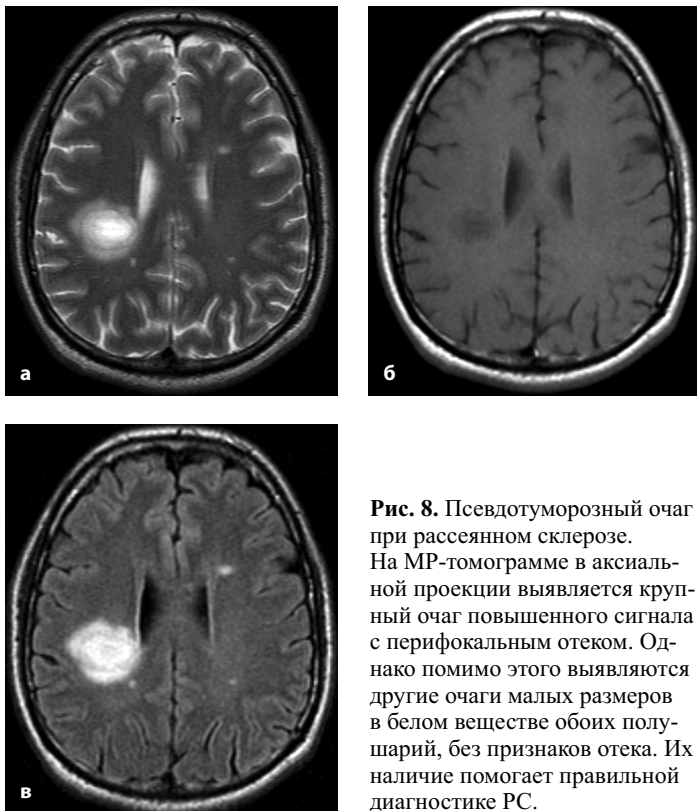 а
б
в
Рис. 8. Псевдотуморозный очаг
при рассеянном склерозе.
На МР-томограмме в аксиаль-
ной проекции выявляется круп-
ный очаг повышенного сигнала
с перифокальным отеком. Од-
нако помимо этого выявляются
другие очаги малых размеров
в белом веществе обоих полу-
шарий, без признаков отека. Их
наличие помогает правильной
диагностике РС.